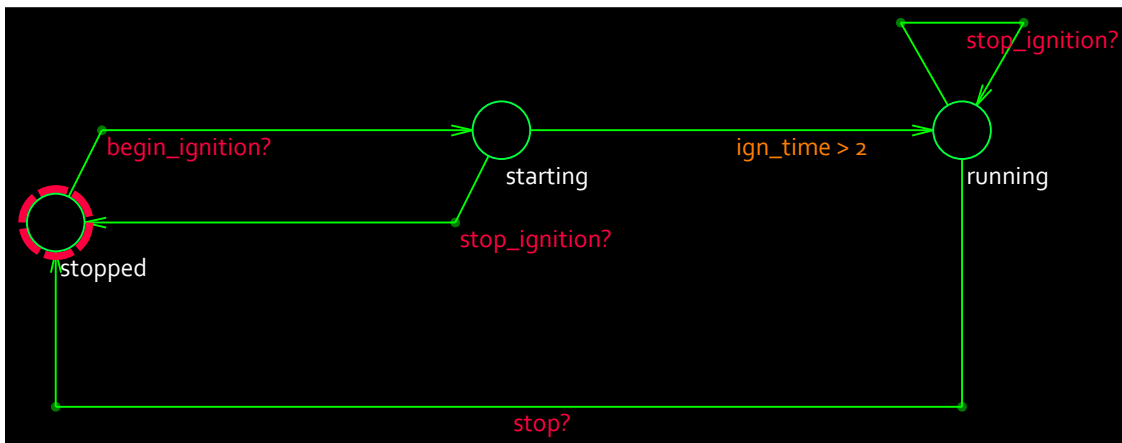 stop_ignition?
begin_ignition?
ign_time > 2
starting
running
stop_ignition?
stopped
stop?